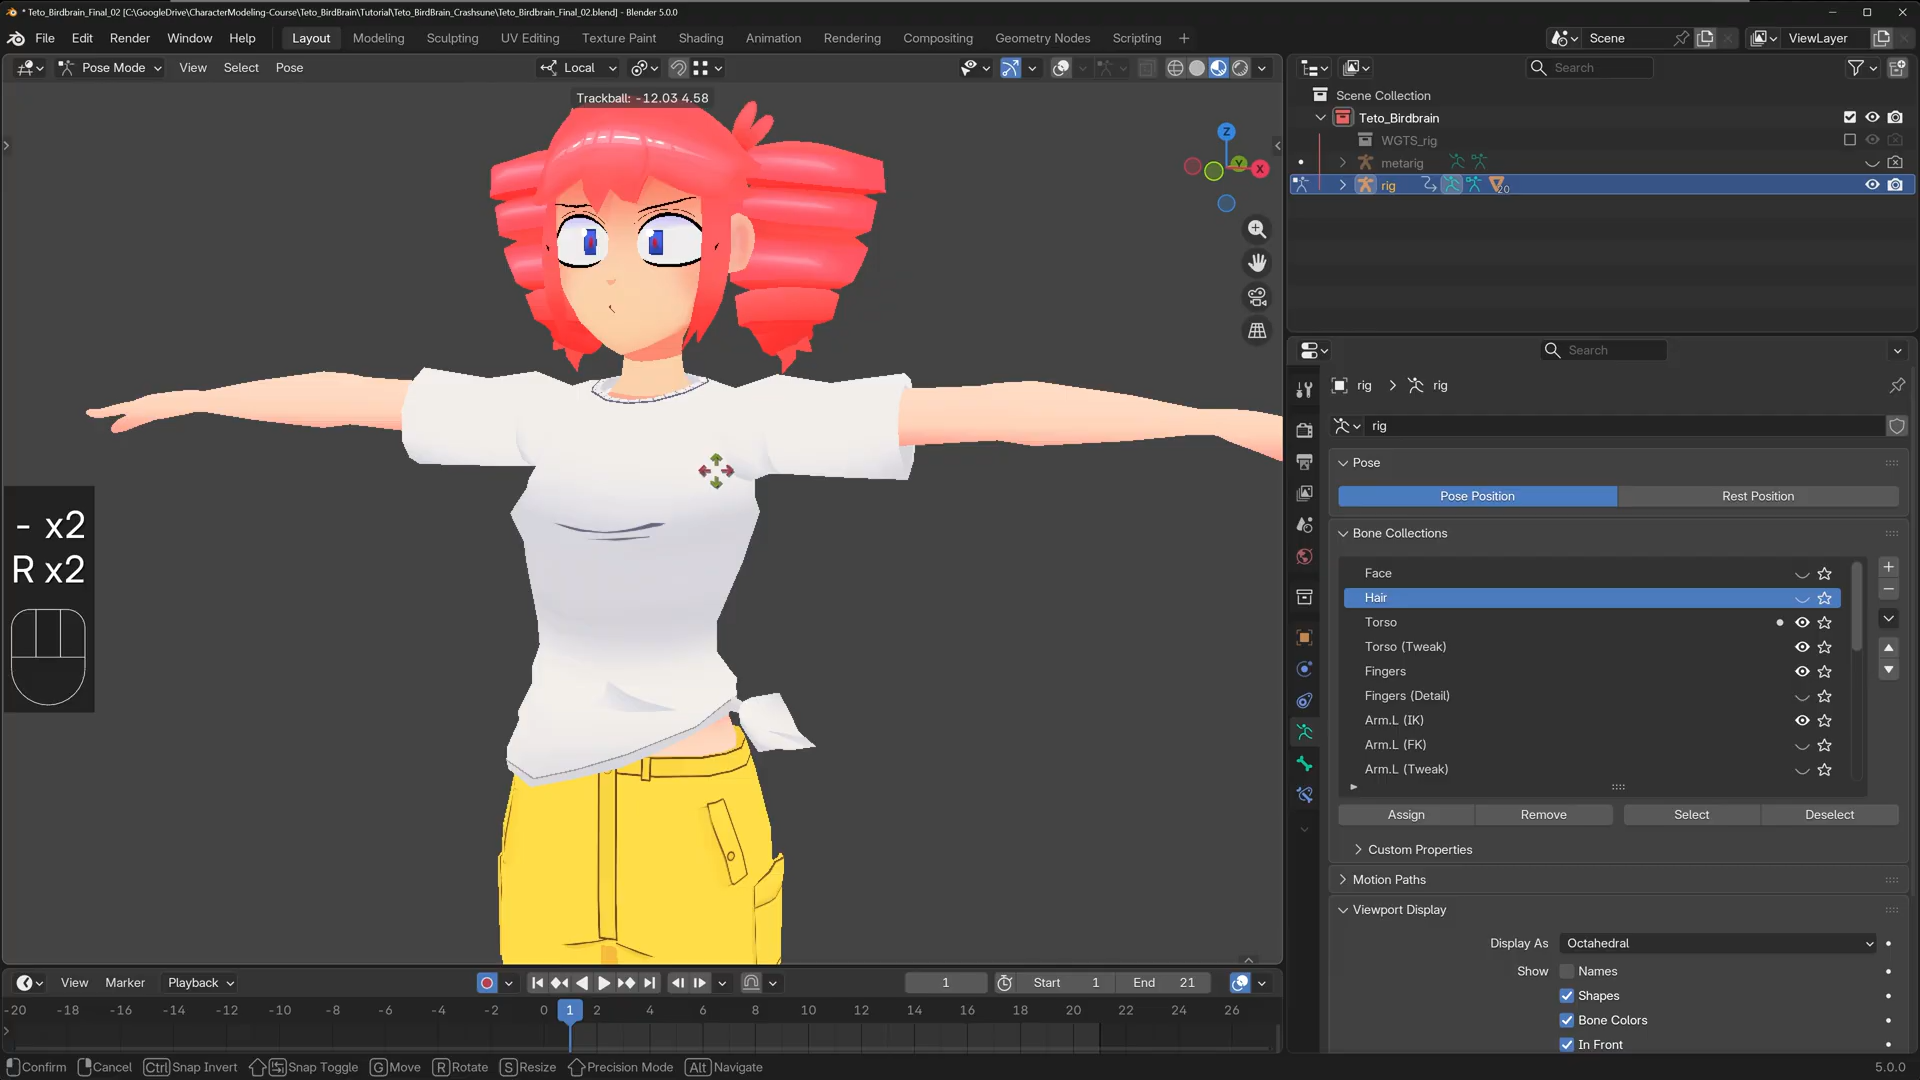 * Teto_Birdbrain_Final_02 [C:\GoogleDrive\CharacterModeling-Course\Teto_BirdBrain\Tutorial\Teto_BirdBrain_Crashsune\Teto_Birdbrain_Final_02.blend] - Blender 5.0.0
File Edit Render Window Help
Layout Modeling Sculpting UV Editing Texture Paint Shading Animation Rendering Compositing Geometry Nodes Scripting
Scene
ViewLayer
Pose Mode View Select Pose
Local
Trackball: -12.03 4.58
Z
Y
X
- x2
R x2
Search
Scene Collection
Teto_Birdbrain
WGTS_rig
metarig
rig
20
Search
rig
rig
rig
Pose
Pose Position
Rest Position
Bone Collections
Face
Hair
Torso
Torso (Tweak)
Fingers
Fingers (Detail)
Arm.L (IK)
Arm.L (FK)
Arm.L (Tweak)
Assign
Remove
Select
Deselect
Custom Properties
Motion Paths
Viewport Display
Display As
Octahedral
Show
Names
Shapes
Bone Colors
In Front
View Marker Playback
1
Start 1
End 21
-20 -18 -16 -14 -12 -10 -8 -6 -4 -2 0 1 2 4 6 8 10 12 14 16 18 20 22 24 26
Confirm Cancel Ctrl Snap Invert Snap Toggle G Move R Rotate S Resize Precision Mode Alt Navigate
5.0.0